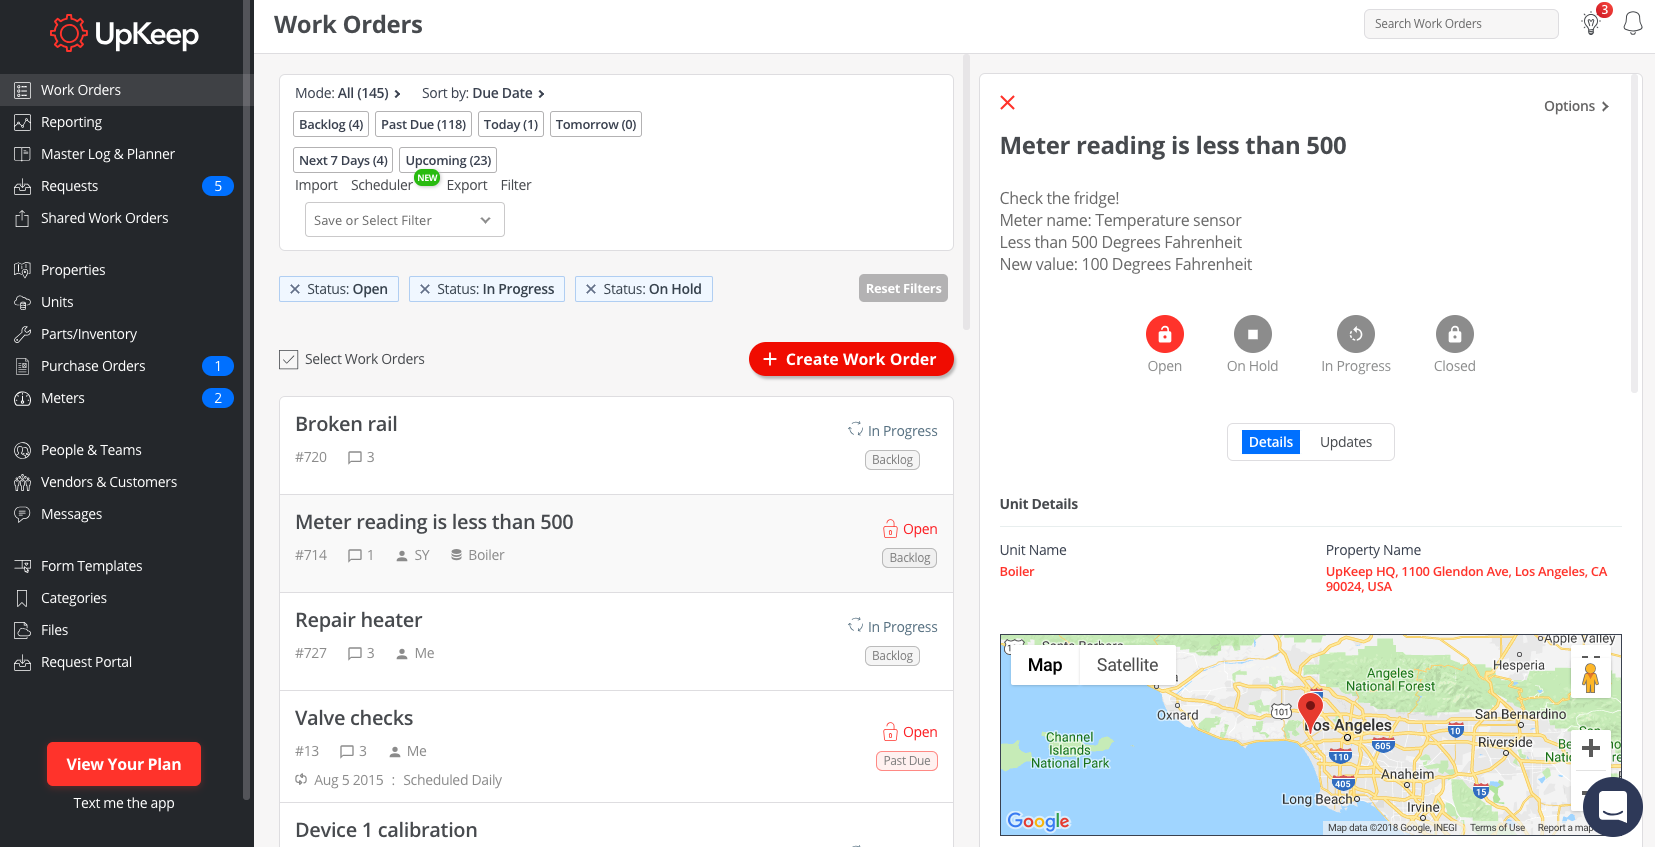 UpKeep
Work Orders
Reporting
Master Log & Planner
Requests 5
Shared Work Orders
Properties
Units
Parts/Inventory
Purchase Orders 1
Meters 2
People & Teams
Vendors & Customers
Messages
Form Templates
Categories
Files
Request Portal
View Your Plan
Text me the app
Work Orders
Search Work Orders
3
Mode: All (145) Sort by: Due Date
Backlog (4) Past Due (118) Today (1) Tomorrow (0)
Next 7 Days (4) Upcoming (23)
Import Scheduler NEW Export Filter
Save or Select Filter
Status: Open Status: In Progress Status: On Hold Reset Filters
Select Work Orders + Create Work Order
Broken rail
In Progress
#720 3
Backlog
Meter reading is less than 500
Open
#714 1 SY Boiler
Backlog
Repair heater
In Progress
#727 3 Me
Backlog
Valve checks
Open
#13 3 Me
Past Due
Aug 5 2015 : Scheduled Daily
Device 1 calibration
Options
Meter reading is less than 500
Check the fridge!
Meter name: Temperature sensor
Less than 500 Degrees Fahrenheit
New value: 100 Degrees Fahrenheit
Open On Hold In Progress Closed
Details Updates
Unit Details
Unit Name Property Name
Boiler
UpKeep HQ, 1100 Glendon Ave, Los Angeles, CA
90024, USA
Map Satellite
Apple Valley
Hesperia
Angeles
National Forest
Oxnard
101
Los Angeles
San Bernardino
10
Channel
Islands
National Park
605
Riverside
110
405
Anaheim
15
Long Beach
Irvine
Google
Map data ©2018 Google, INEGI Terms of Use Report a map